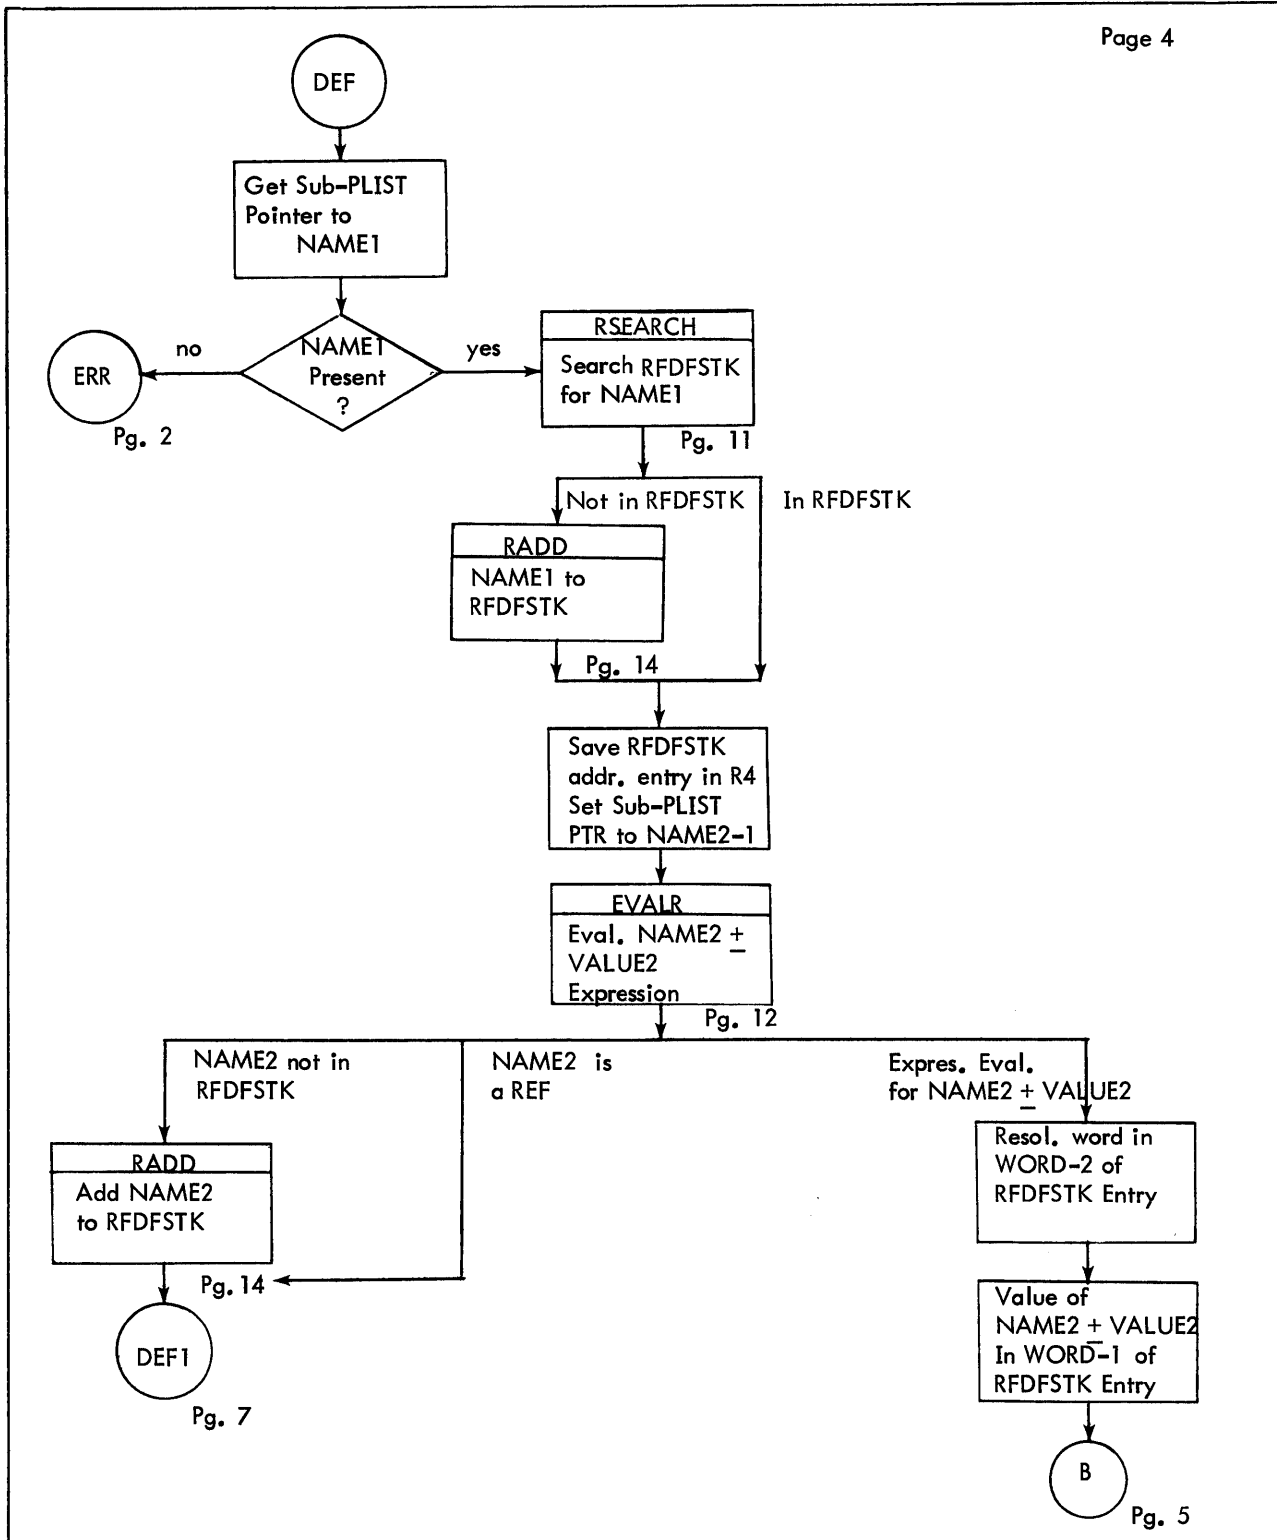 Page 4
DEF
Get Sub-PLIST
Pointer to
NAME1
no
NAME1
Present
?
yes
ERR
Pg. 2
RSEARCH
Search RFDFSTK
for NAME1
Pg. 11
Not in RFDFSTK
In RFDFSTK
RADD
NAME1 to
RFDFSTK
Pg. 14
Save RFDFSTK
addr. entry in R4
Set Sub-PLIST
PTR to NAME2-1
EVALR
Eval. NAME2 ±
VALUE2
Expression
Pg. 12
NAME2 not in
RFDFSTK
NAME2 is
a REF
Expres. Eval.
for NAME2 ± VALUE2
RADD
Add NAME2
to RFDFSTK
Pg. 14
DEF1
Pg. 7
Resol. word in
WORD-2 of
RFDFSTK Entry
Value of
NAME2 ± VALUE2
In WORD-1 of
RFDFSTK Entry
B
Pg. 5